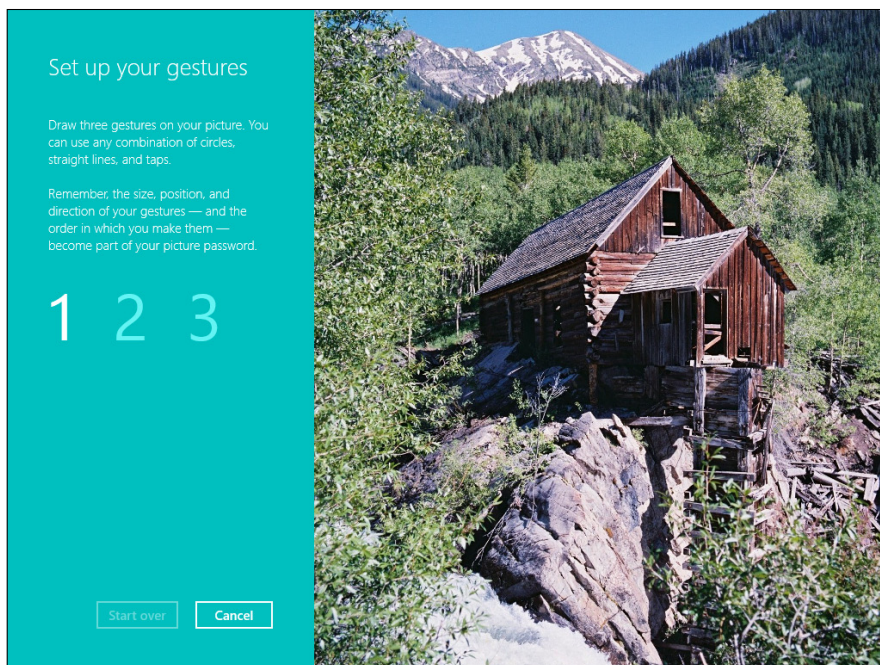 Set up your gestures
Draw three gestures on your picture. You
can use any combination of circles,
straight lines, and taps.
Remember, the size, position, and
direction of your gestures — and the
order in which you make them —
become part of your picture password.
1 2 3
Start over Cancel